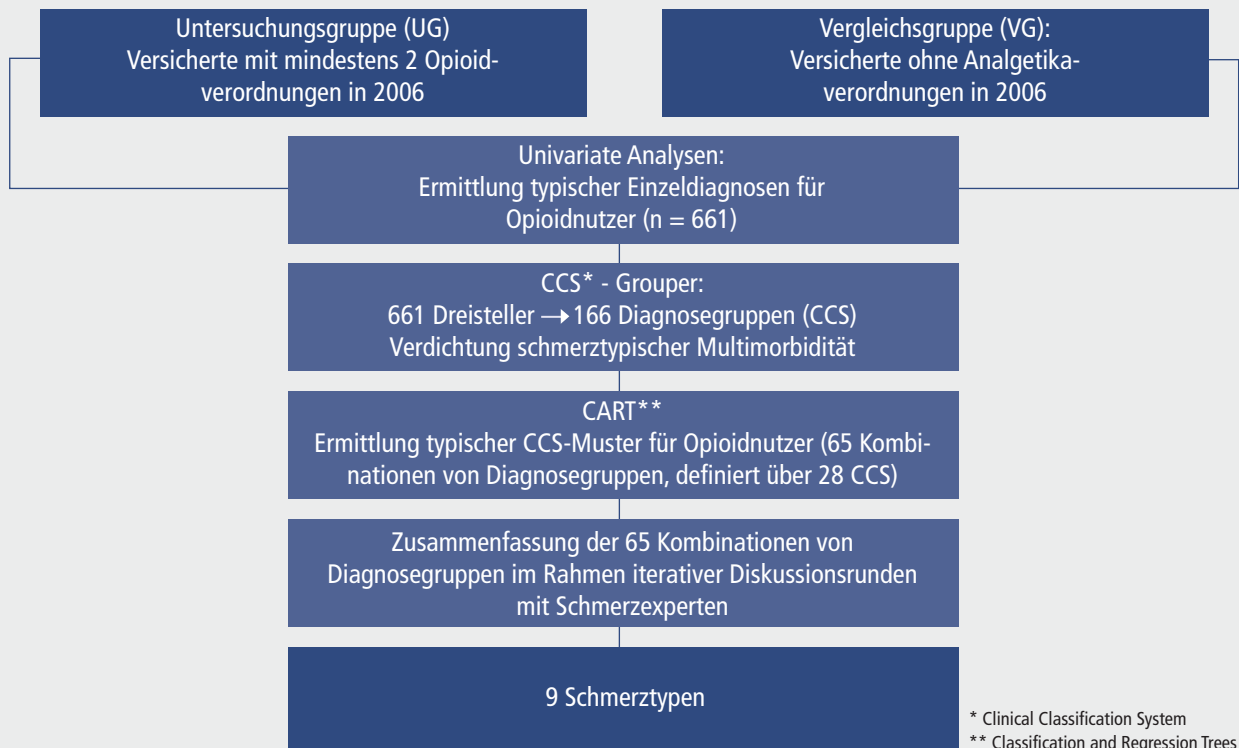 Untersuchungsgruppe (UG)
Versicherte mit mindestens 2 Opioid-
verordnungen in 2006
Vergleichsgruppe (VG):
Versicherte ohne Analgetika-
verordnungen in 2006
Univariate Analysen:
Ermittlung typischer Einzeldiagnosen für
Opioidnutzer (n = 661)
CCS* - Grouper:
661 Dreisteller → 166 Diagnosegruppen (CCS)
Verdichtung schmerztypischer Multimorbidität
CART**
Ermittlung typischer CCS-Muster für Opioidnutzer (65 Kombi-
nationen von Diagnosegruppen, definiert über 28 CCS)
Zusammenfassung der 65 Kombinationen von
Diagnosegruppen im Rahmen iterativer Diskussionsrunden
mit Schmerzexperten
9 Schmerztypen
* Clinical Classification System
** Classification and Regression Trees